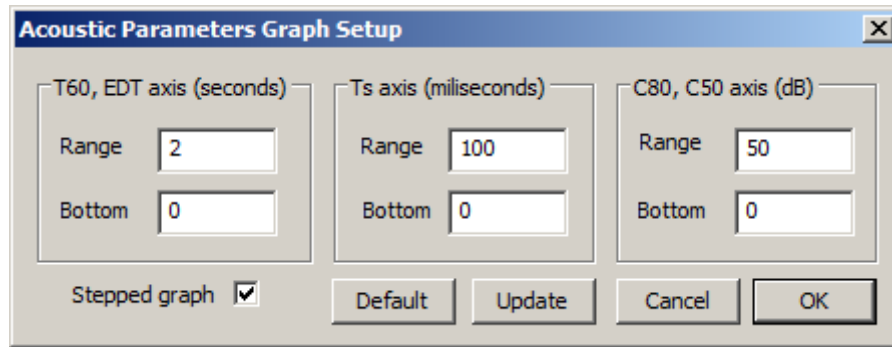 Acoustic Parameters Graph Setup
T60, EDT axis (seconds)
Range 2
Bottom 0
Ts axis (miliseconds)
Range 100
Bottom 0
C80, C50 axis (dB)
Range 50
Bottom 0
Stepped graph
Default Update Cancel OK